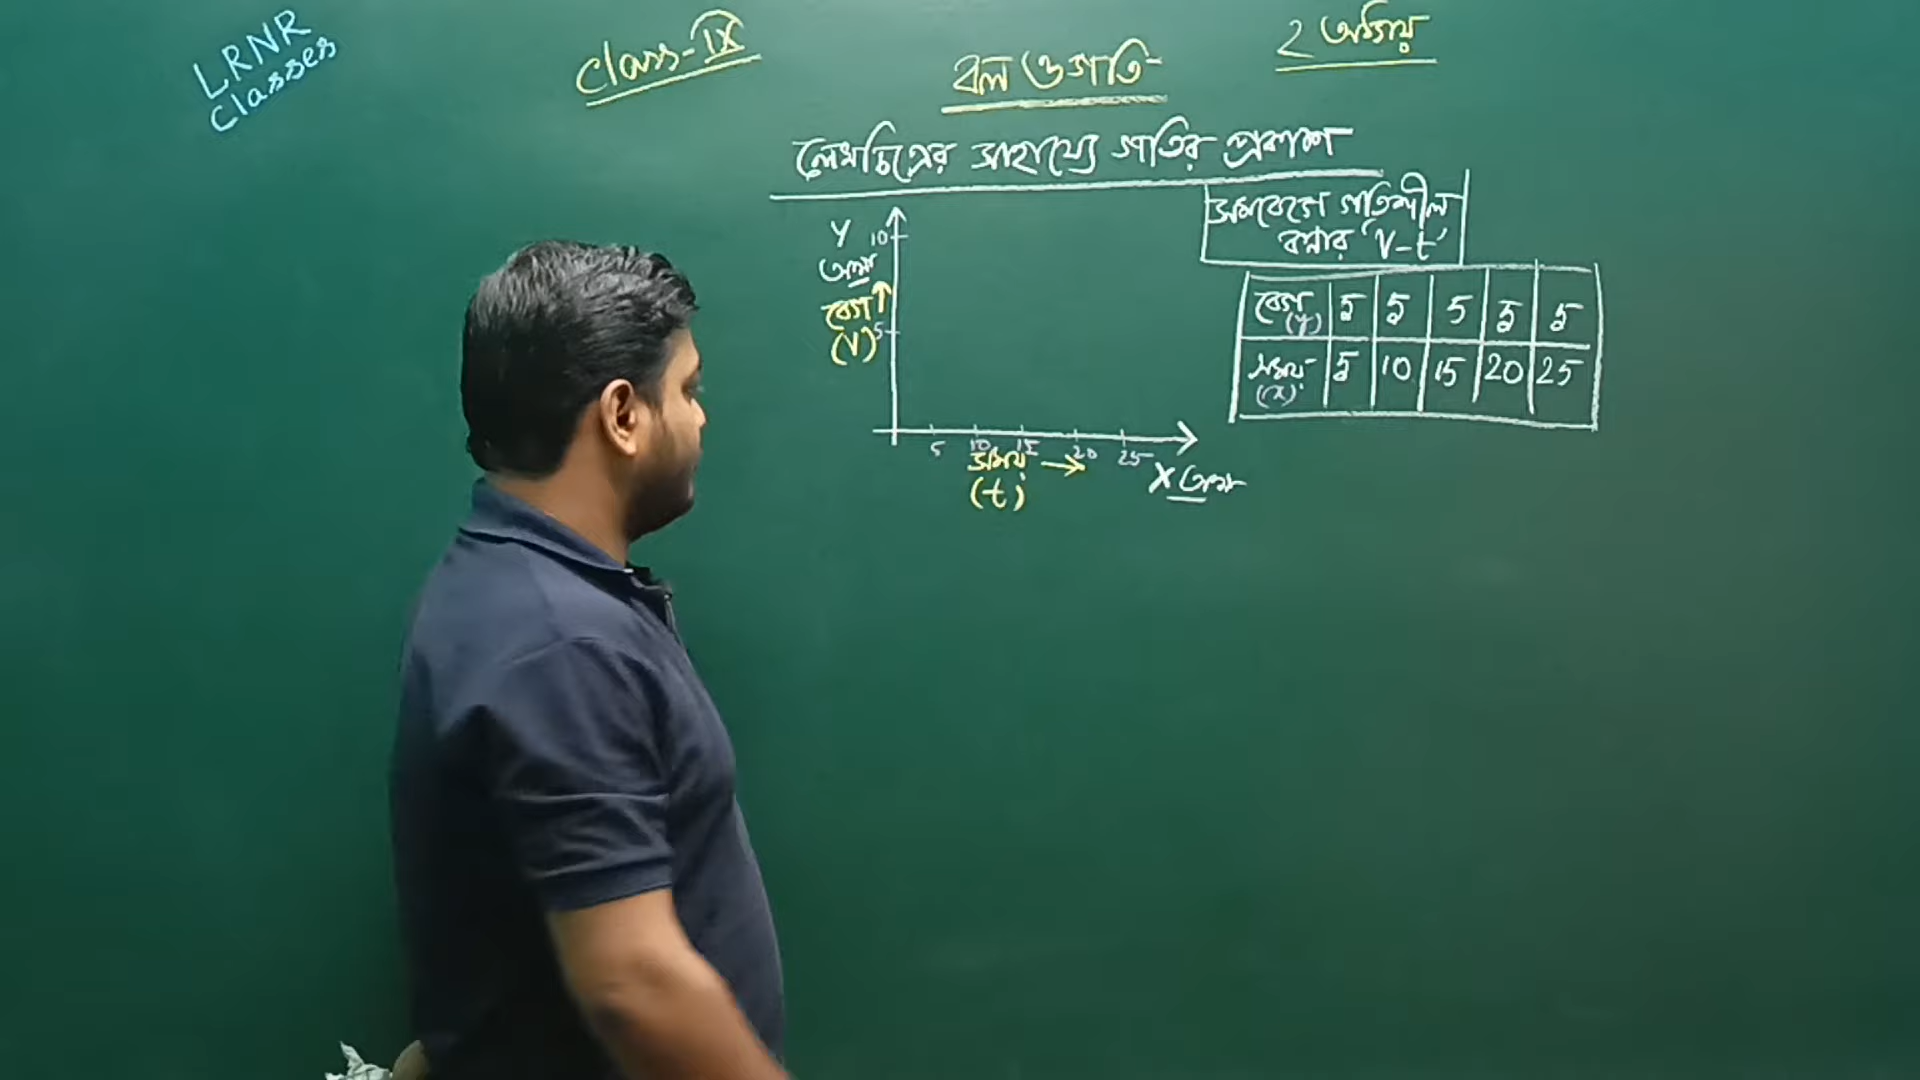 LRNR
Classes
Class-IX
বল ও গতি
2 অধ্যায়
লেখচিত্রের সাহায্যে গতির প্রকাশ
সমবেগে গতিশীল
বস্তুর 'V-t'
Y
অক্ষ
10
বেগ
(V)
5
5 10 15 20 25
সময়
(t)
X অক্ষ
বেগ (y) 5 5 5 5 5
সময় (x) 5 10 15 20 25